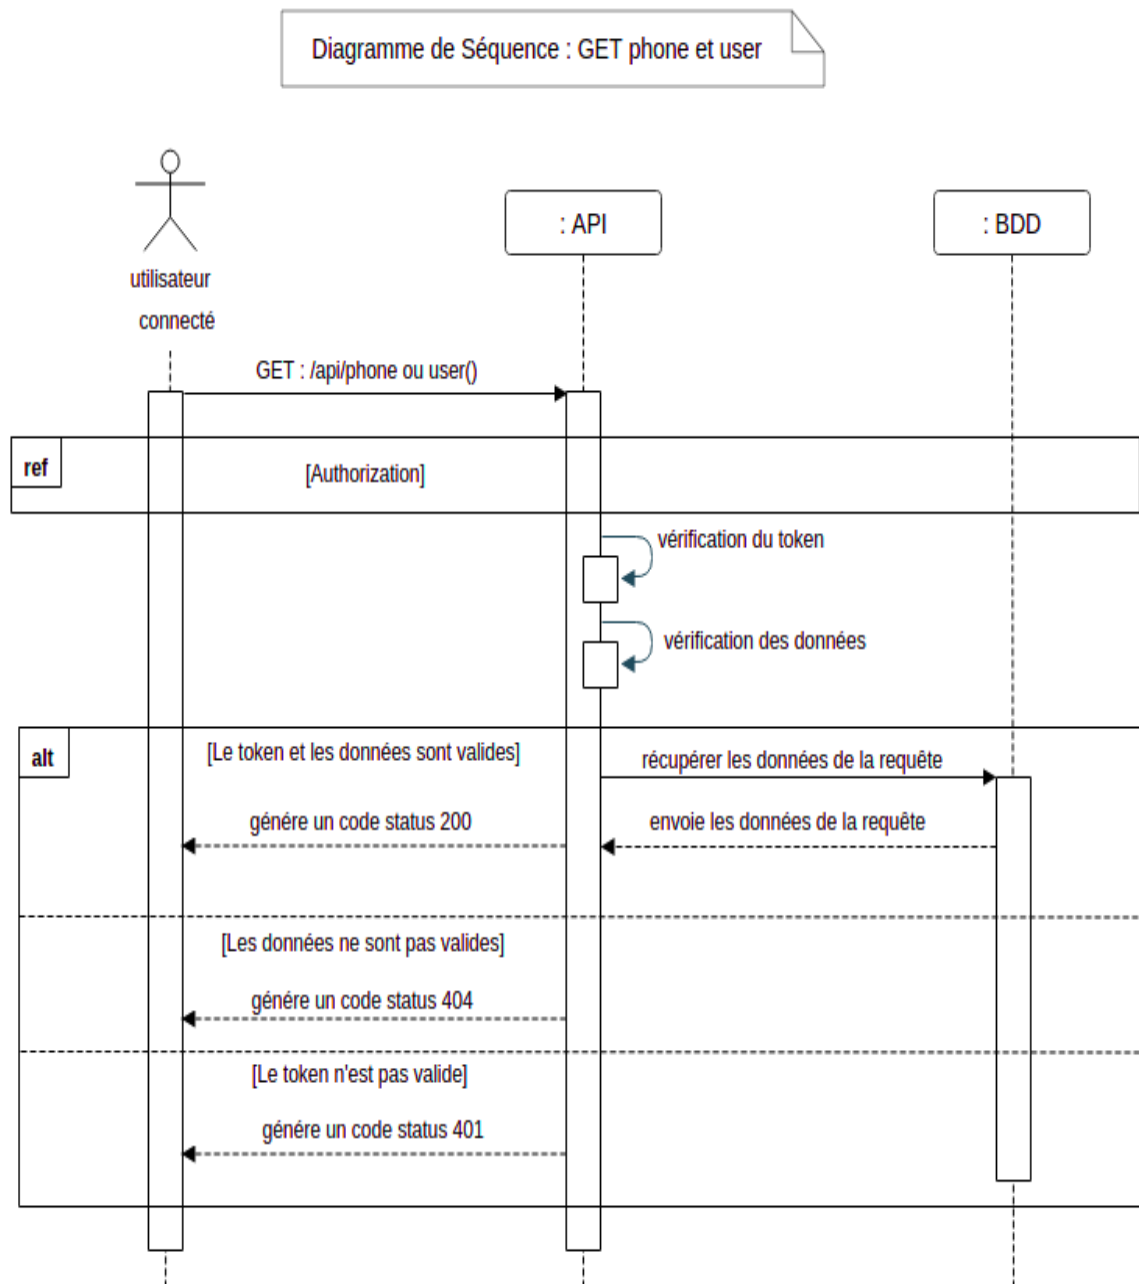 Diagramme de Séquence : GET phone et user
utilisateur
connecté
: API
: BDD
GET : /api/phone ou user()
ref
[Authorization]
vérification du token
vérification des données
alt
[Le token et les données sont valides]
récupérer les données de la requête
génére un code status 200
envoie les données de la requête
[Les données ne sont pas valides]
génére un code status 404
[Le token n'est pas valide]
génére un code status 401